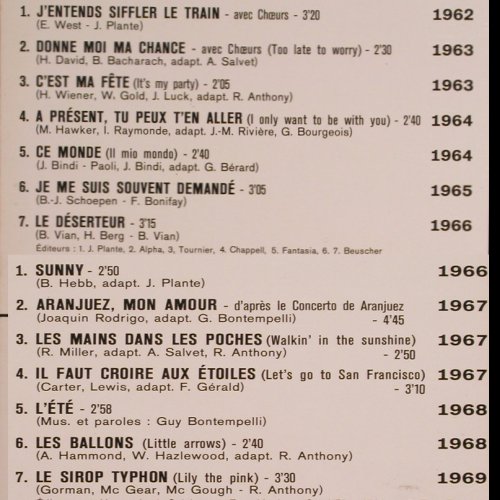 1. J'ENTENDS SIFFLER LE TRAIN - avec Chœurs - 3'20 1962
(E. West - J. Plante)
2. DONNE MOI MA CHANCE - avec Chœurs (Too late to worry) - 2'30 1963
(H. David, B. Bacharach, adapt. A. Salvet)
3. C'EST MA FÊTE (It's my party) - 2'05 1963
(H. Wiener, W. Gold, J. Luck, adapt. R. Anthony)
4. A PRÉSENT, TU PEUX T'EN ALLER (I only want to be with you) - 2'40 1964
(M. Hawker, I. Raymonde, adapt. J.-M. Rivière, G. Bourgeois)
5. CE MONDE (Il mio mondo) - 2'40 1964
(J. Bindi - Paoli, J. Bindi, adapt. G. Bérard)
6. JE ME SUIS SOUVENT DEMANDÉ - 3'05 1965
(B.-J. Schoepen - F. Bonifay)
7. LE DÉSERTEUR - 3'15 1966
(B. Vian, H. Berg - B. Vian)
Éditeurs : 1. J. Plante, 2. Alpha, 3, Tournier, 4. Chappell, 5. Fantasia, 6. 7. Beuscher
1. SUNNY - 2'50 1966
(B. Hebb, adapt. J. Plante)
2. ARANJUEZ, MON AMOUR - d'après le Concerto de Aranjuez 1967
(Joaquin Rodrigo, adapt. G. Bontempelli) - 4'45
3. LES MAINS DANS LES POCHES (Walkin' in the sunshine) 1967
(R. Miller, adapt. A. Salvet, R. Anthony) - 2'50
4. IL FAUT CROIRE AUX ÉTOILES (Let's go to San Francisco) 1967
(Carter, Lewis, adapt. F. Gérald) - 3'10
5. L'ÉTÉ - 2'58 1968
(Mus. et paroles : Guy Bontempelli)
6. LES BALLONS (Little arrows) - 2'40 1968
(A. Hammond, W. Hazlewood, adapt. R. Anthony)
7. LE SIROP TYPHON (Lily the pink) - 3'30 1969
(Gorman, Mc Gear, Mc Gough - R. Anthony)